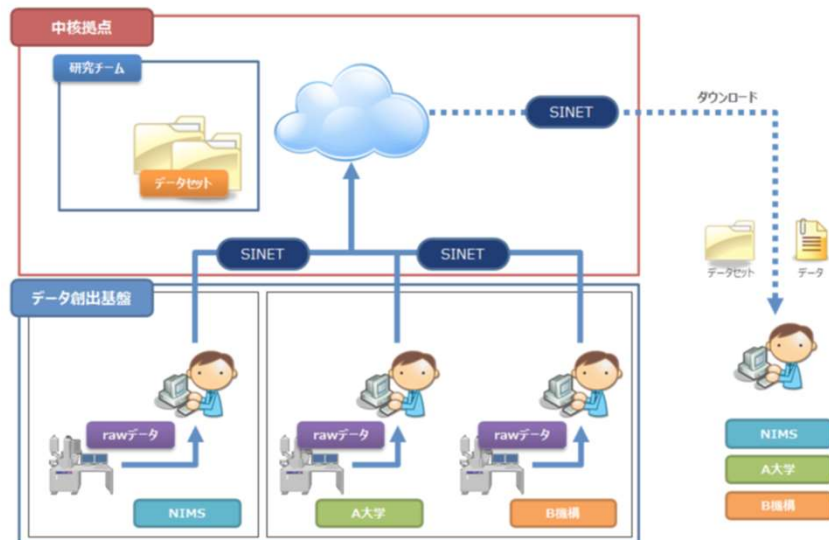 中核拠点
研究チーム
データセット
SINET
ダウンロード
SINET
SINET
データセット
データ
データ創出基盤
rawデータ
rawデータ
rawデータ
NIMS
A大学
B機構
NIMS
A大学
B機構